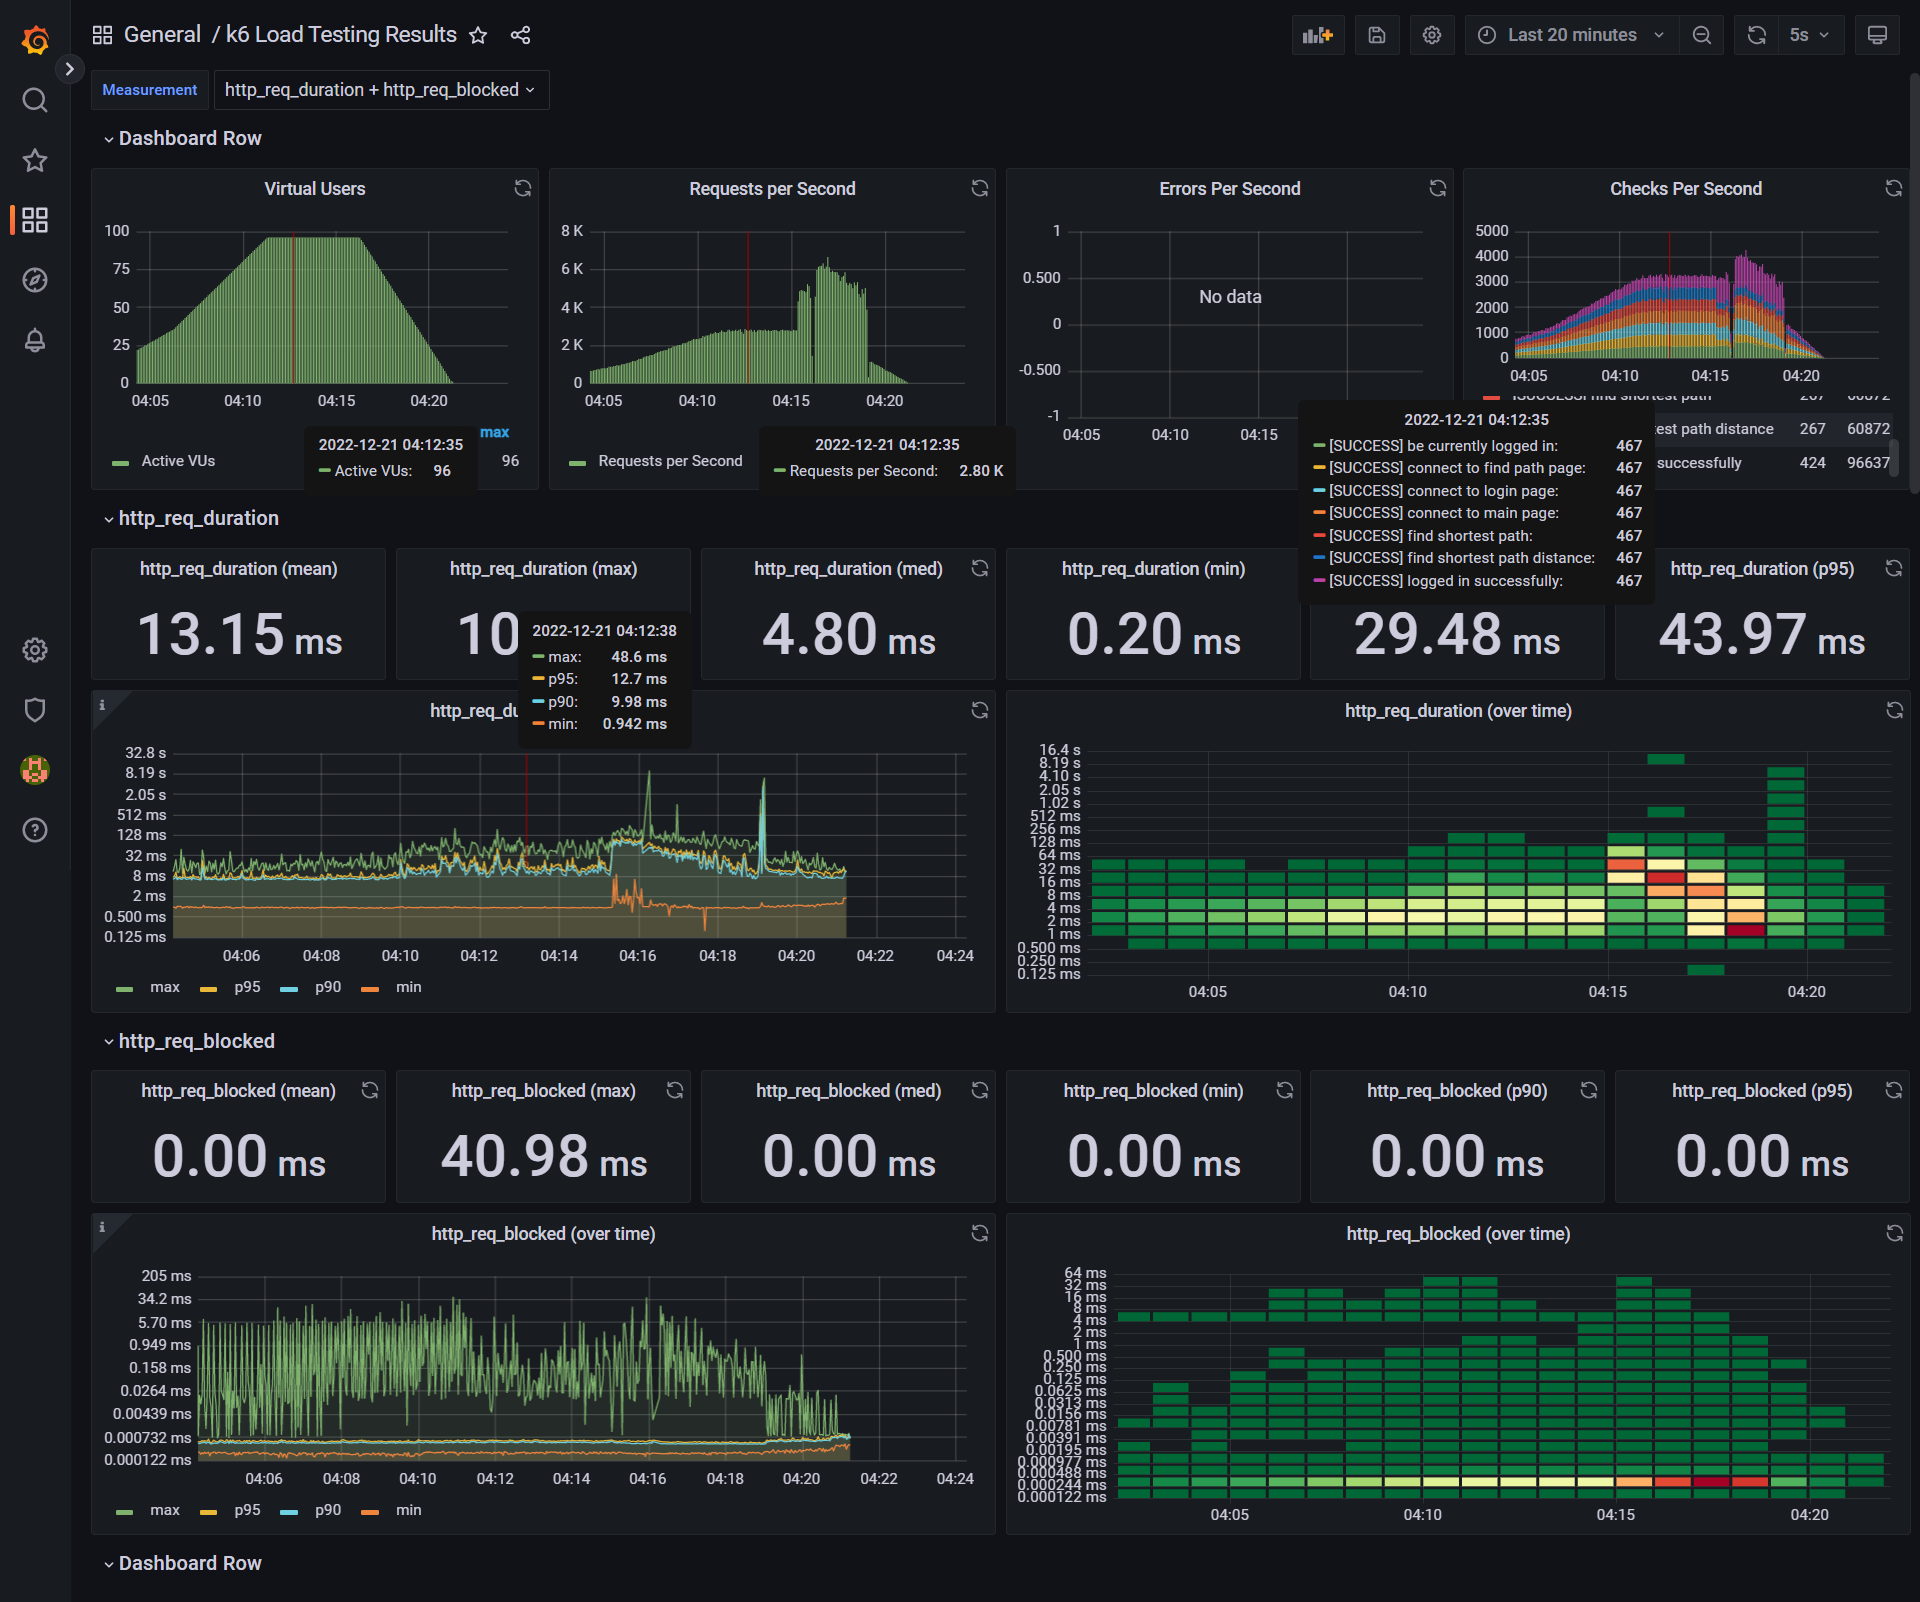 General / k6 Load Testing Results
Last 20 minutes
5s
Measurement
http_req_duration + http_req_blocked
Dashboard Row
Virtual Users
100
75
50
25
0
04:05 04:10 04:15 04:20
max
Active VUs 96
2022-12-21 04:12:35
Active VUs: 96
Requests per Second
8 K
6 K
4 K
2 K
0
04:05 04:10 04:15 04:20
Requests per Second
2022-12-21 04:12:35
Requests per Second: 2.80 K
Errors Per Second
1
0.500
0
-0.500
-1
No data
04:05 04:10 04:15
Checks Per Second
5000
4000
3000
2000
1000
0
04:05 04:10 04:15 04:20
[SUCCESS] find shortest path 267 60872
est path distance 267 60872
successfully 424 96637
2022-12-21 04:12:35
[SUCCESS] be currently logged in: 467
[SUCCESS] connect to find path page: 467
[SUCCESS] connect to login page: 467
[SUCCESS] connect to main page: 467
[SUCCESS] find shortest path: 467
[SUCCESS] find shortest path distance: 467
[SUCCESS] logged in successfully: 467
http_req_duration
http_req_duration (mean)
13.15 ms
http_req_duration (max)
10
http_req_duration (med)
4.80 ms
http_req_duration (min)
0.20 ms
29.48 ms
http_req_duration (p95)
43.97 ms
2022-12-21 04:12:38
max: 48.6 ms
p95: 12.7 ms
p90: 9.98 ms
min: 0.942 ms
http_req_du
32.8 s
8.19 s
2.05 s
512 ms
128 ms
32 ms
8 ms
2 ms
0.500 ms
0.125 ms
04:06 04:08 04:10 04:12 04:14 04:16 04:18 04:20 04:22 04:24
max p95 p90 min
http_req_duration (over time)
16.4 s
8.19 s
4.10 s
2.05 s
1.02 s
512 ms
256 ms
128 ms
64 ms
32 ms
16 ms
8 ms
4 ms
2 ms
1 ms
0.500 ms
0.250 ms
0.125 ms
04:05 04:10 04:15 04:20
http_req_blocked
http_req_blocked (mean)
0.00 ms
http_req_blocked (max)
40.98 ms
http_req_blocked (med)
0.00 ms
http_req_blocked (min)
0.00 ms
http_req_blocked (p90)
0.00 ms
http_req_blocked (p95)
0.00 ms
http_req_blocked (over time)
205 ms
34.2 ms
5.70 ms
0.949 ms
0.158 ms
0.0264 ms
0.00439 ms
0.000732 ms
0.000122 ms
04:06 04:08 04:10 04:12 04:14 04:16 04:18 04:20 04:22 04:24
max p95 p90 min
http_req_blocked (over time)
64 ms
32 ms
16 ms
8 ms
4 ms
2 ms
1 ms
0.500 ms
0.250 ms
0.125 ms
0.0625 ms
0.0313 ms
0.0156 ms
0.00781 ms
0.00391 ms
0.00195 ms
0.000977 ms
0.000488 ms
0.000244 ms
0.000122 ms
04:05 04:10 04:15 04:20
Dashboard Row